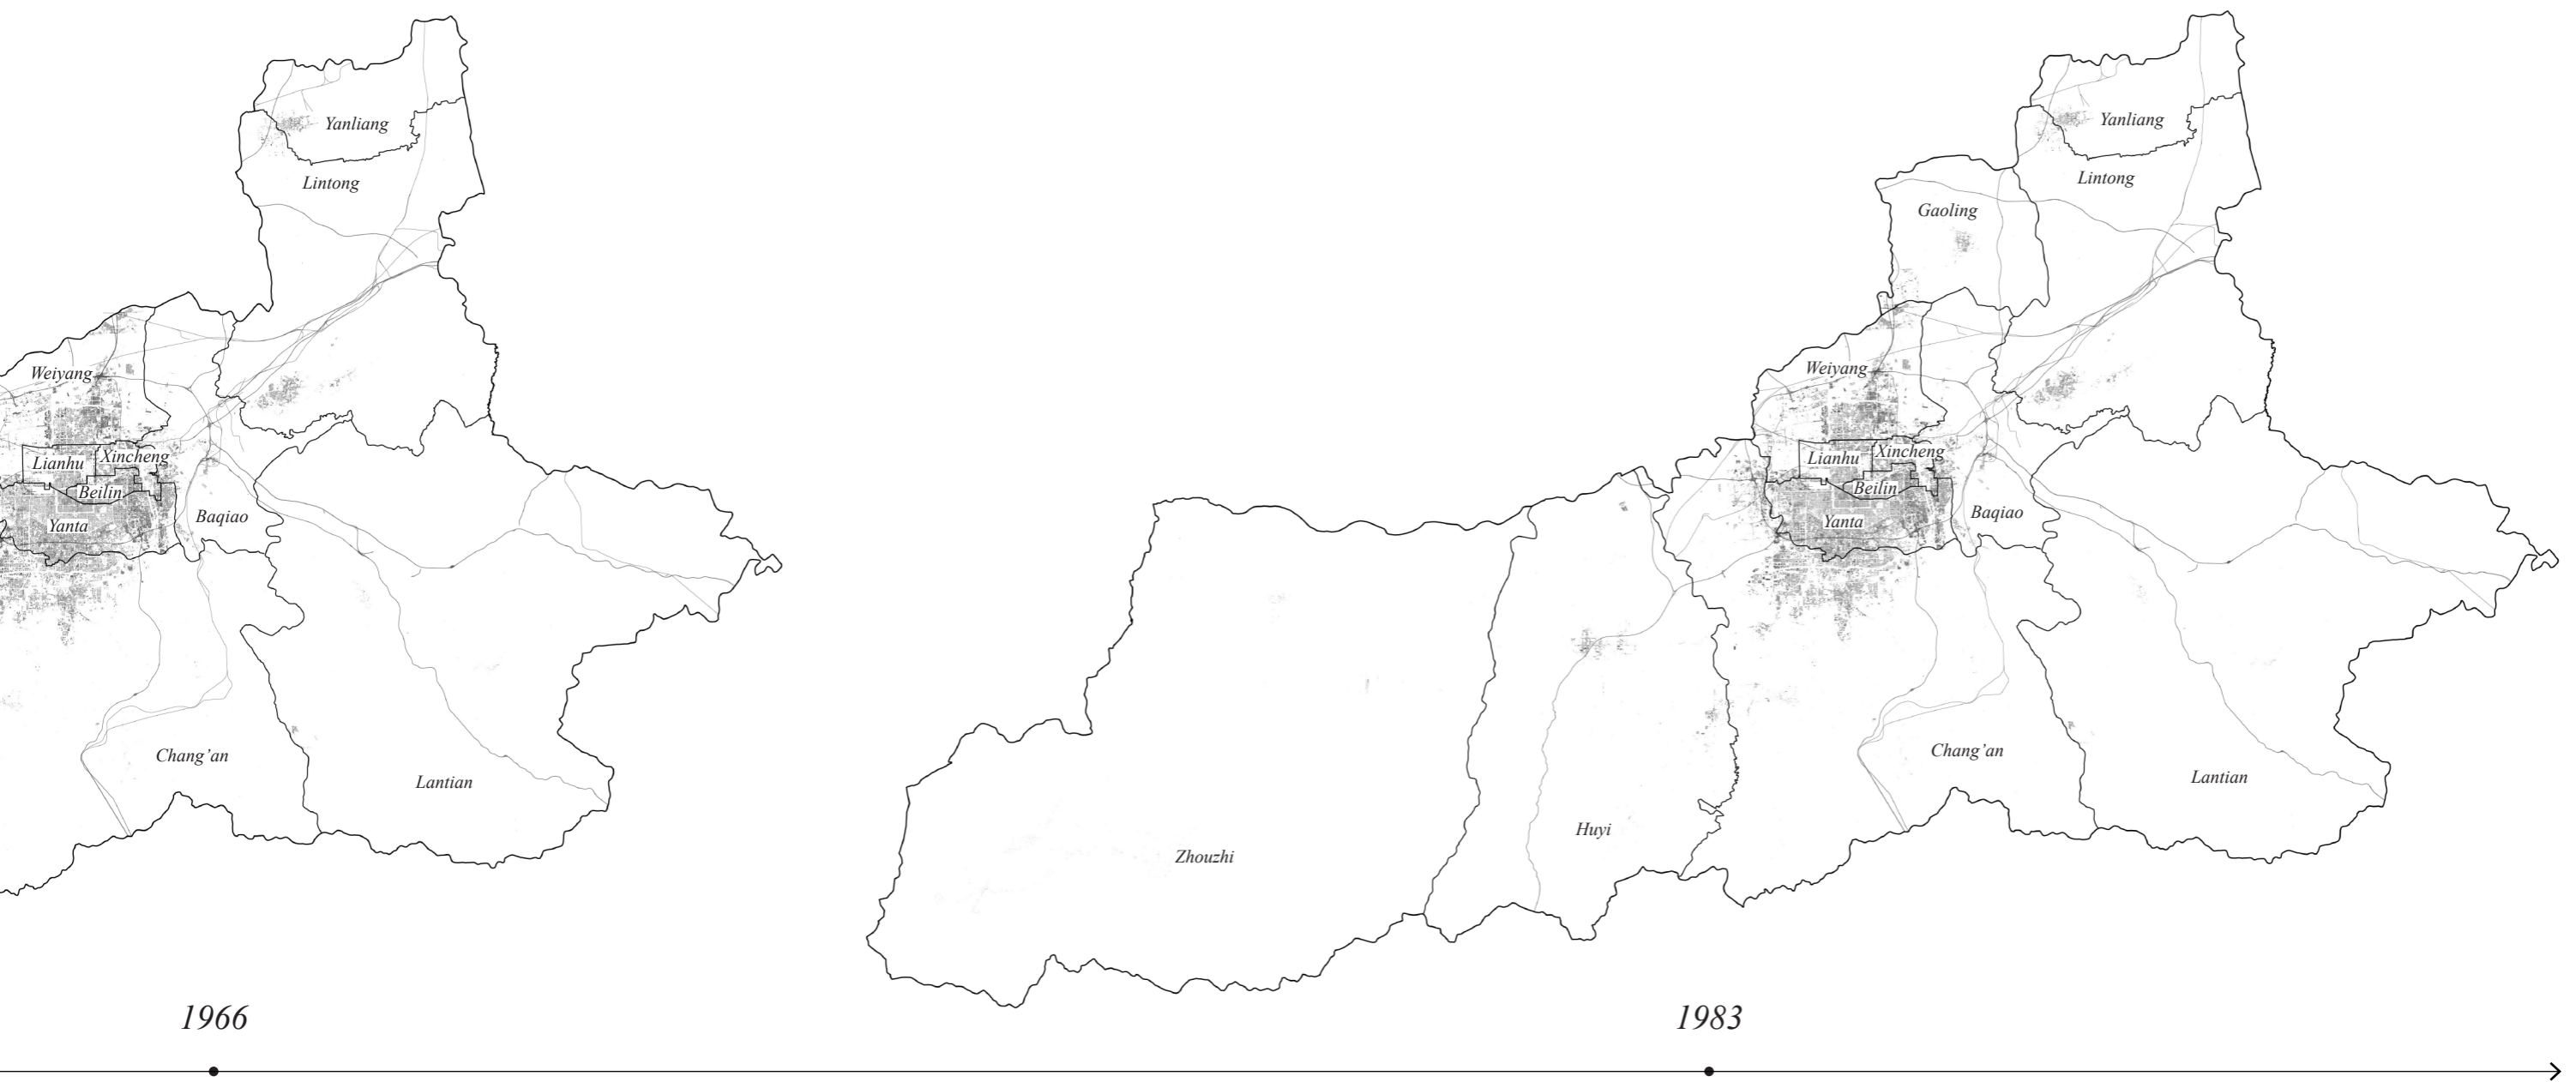 Yanliang
Lintong
Weiyang
Lianhu
Xincheng
Beilin
Yanta
Baqiao
Chang’an
Lantian
1966
Yanliang
Lintong
Gaoling
Weiyang
Lianhu
Xincheng
Beilin
Yanta
Baqiao
Chang’an
Lantian
Huyi
Zhouzhi
1983